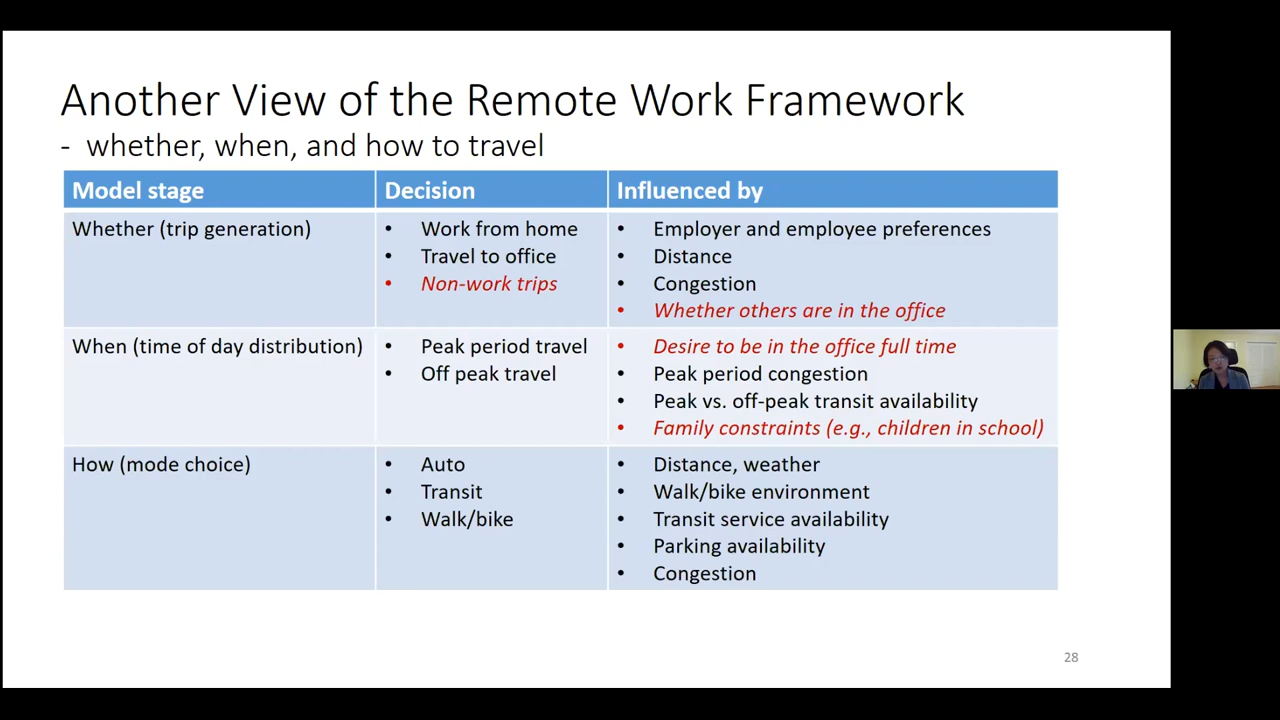 Another View of the Remote Work Framework
- whether, when, and how to travel
Model stage
Decision
Influenced by
Whether (trip generation)
• Work from home
• Travel to office
• Non-work trips
• Employer and employee preferences
• Distance
• Congestion
• Whether others are in the office
When (time of day distribution)
• Peak period travel
• Off peak travel
• Desire to be in the office full time
• Peak period congestion
• Peak vs. off-peak transit availability
• Family constraints (e.g., children in school)
How (mode choice)
• Auto
• Transit
• Walk/bike
• Distance, weather
• Walk/bike environment
• Transit service availability
• Parking availability
• Congestion
28